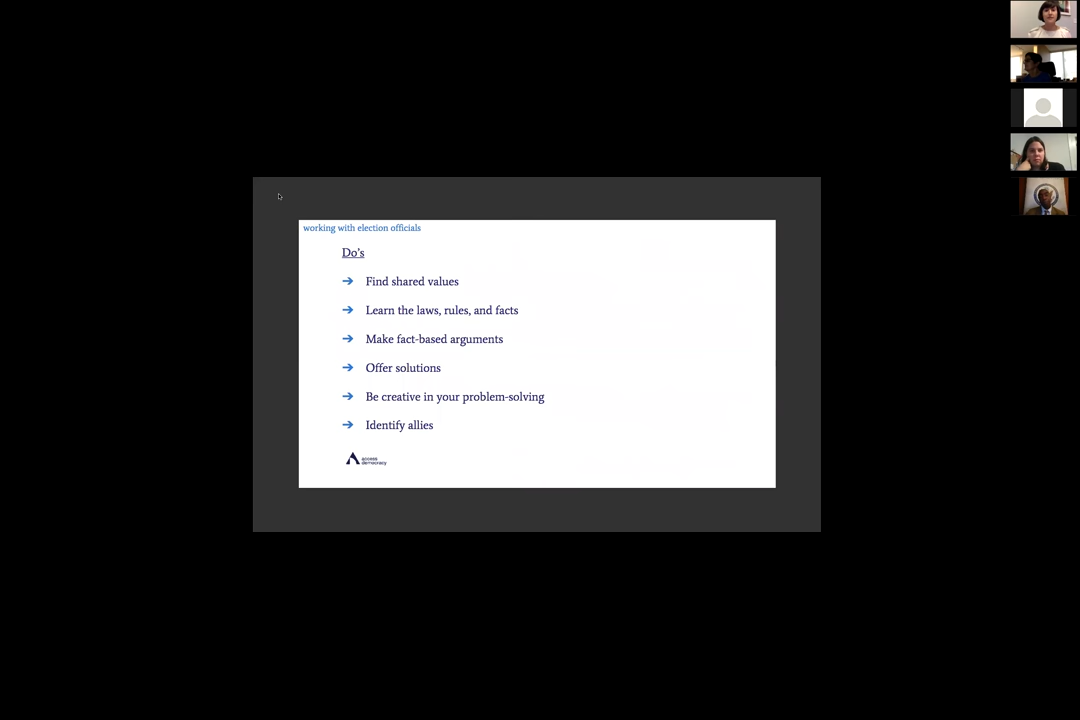 working with election officials
Do's
➔ Find shared values
➔ Learn the laws, rules, and facts
➔ Make fact-based arguments
➔ Offer solutions
➔ Be creative in your problem-solving
➔ Identify allies
access
democracy